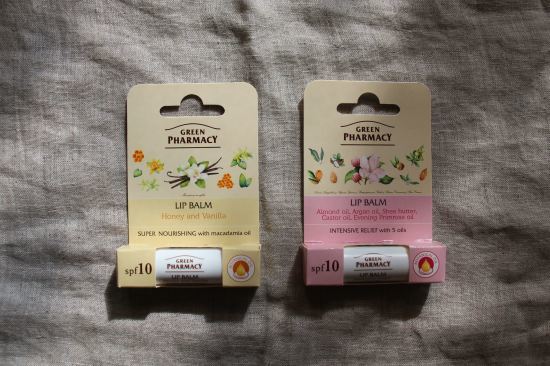 GREEN
PHARMACY
LIP BALM
Honey and Vanilla
SUPER NOURISHING with macadamia oil
spf10
GREEN
PHARMACY
LIP BALM
GREEN
PHARMACY
LIP BALM
Almond oil, Argan oil, Shea butter,
Castor oil, Evening Primrose oil
INTENSIVE RELIEF with 5 oils
spf10
GREEN
PHARMACY
LIP BALM